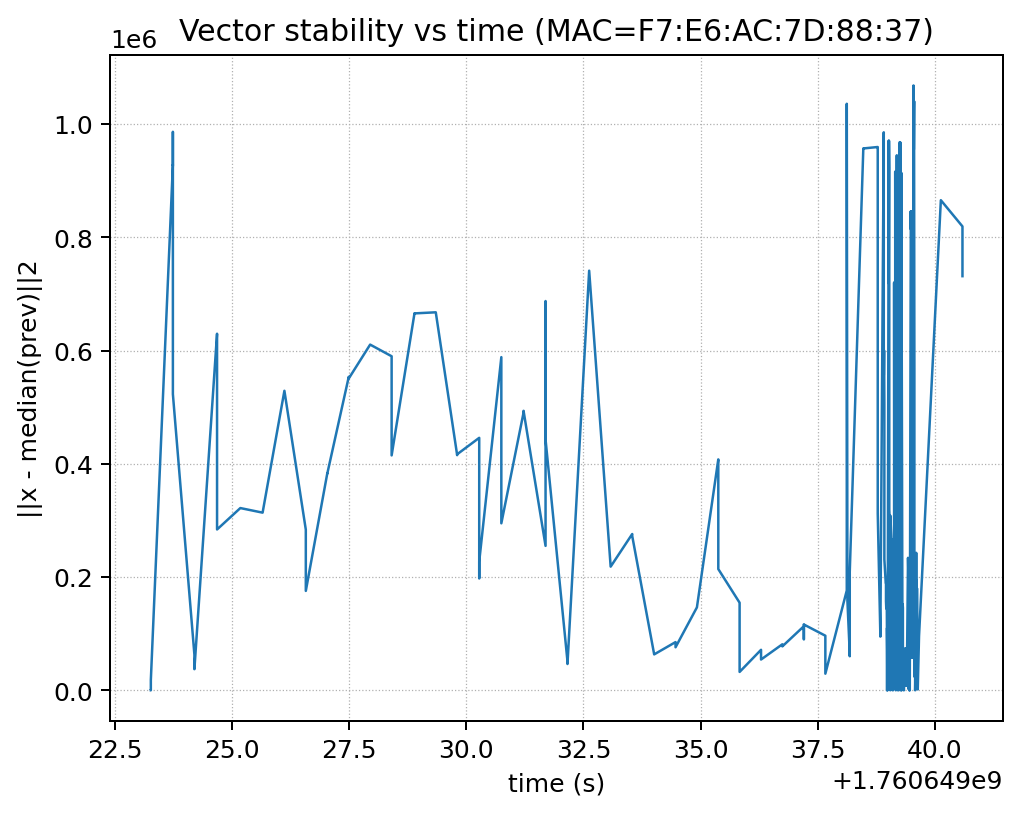 Vector stability vs time (MAC=F7:E6:AC:7D:88:37)
1e6
1.0
0.8
0.6
0.4
0.2
0.0
||x - median(prev)||2
22.5 25.0 27.5 30.0 32.5 35.0 37.5 40.0
time (s)
+1.760649e9